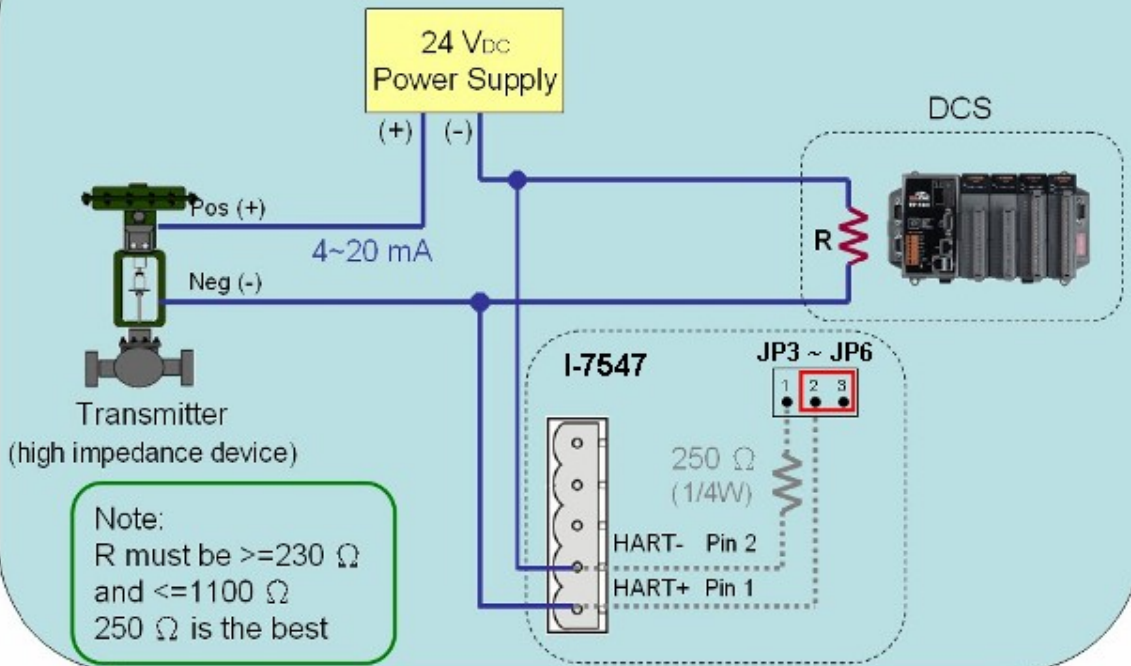 24 VDC
Power Supply
(+) (-)
DCS
Pos (+)
4~20 mA
R
Neg (-)
I-7547
JP3 ~ JP6
1 2 3
Transmitter
(high impedance device)
250 Ω
(1/4W)
HART- Pin 2
HART+ Pin 1
Note:
R must be >=230 Ω
and <=1100 Ω
250 Ω is the best